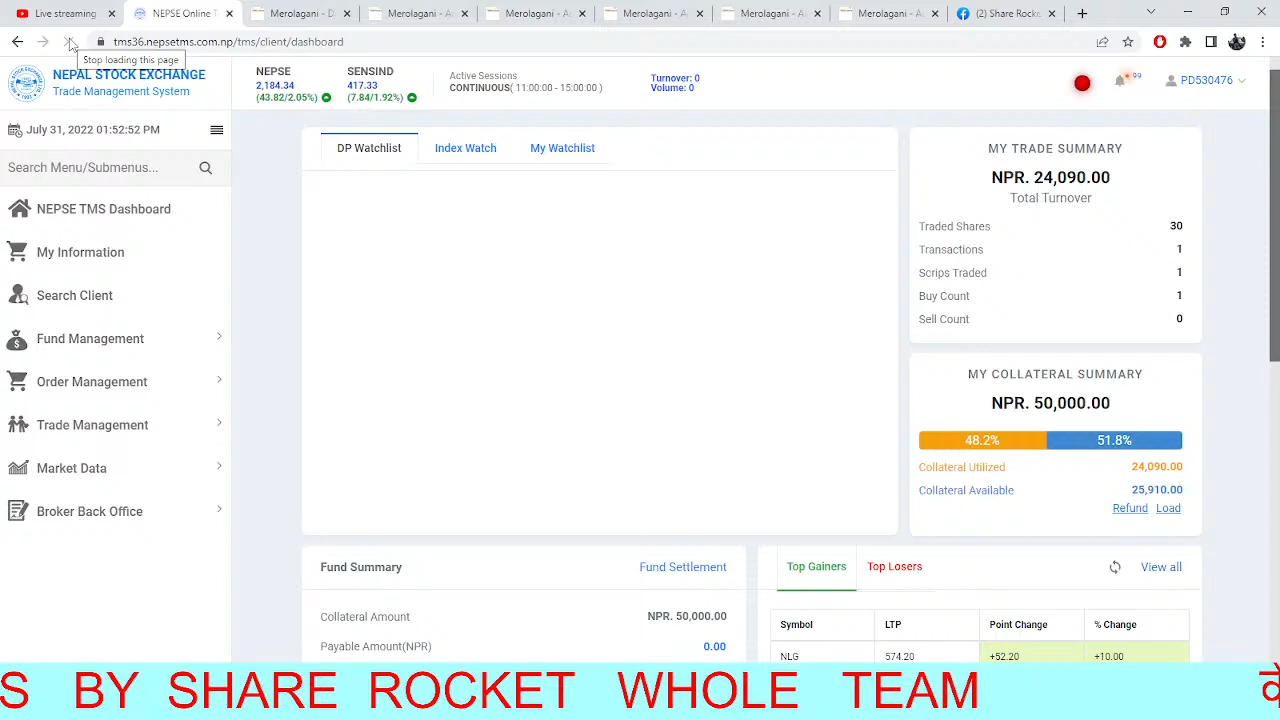 Live streaming
NEPSE Online T
Merolagani - D
Merolagani - A
Merolagani - A
Merolagani - A
Merolagani - A
Merolagani - A
(2) Share Rocke
tms36.nepsetms.com.np/tms/client/dashboard
Stop loading this page
NEPAL STOCK EXCHANGE
Trade Management System
NEPSE
2,184.34
(43.82/2.05%)
SENSIND
417.33
(7.84/1.92%)
Active Sessions
CONTINUOUS( 11:00:00 - 15:00:00 )
Turnover: 0
Volume: 0
99
PD530476
July 31, 2022 01:52:52 PM
Search Menu/Submenus...
NEPSE TMS Dashboard
My Information
Search Client
Fund Management
Order Management
Trade Management
Market Data
Broker Back Office
DP Watchlist
Index Watch
My Watchlist
MY TRADE SUMMARY
NPR. 24,090.00
Total Turnover
Traded Shares 30
Transactions 1
Scrips Traded 1
Buy Count 1
Sell Count 0
MY COLLATERAL SUMMARY
NPR. 50,000.00
48.2% 51.8%
Collateral Utilized 24,090.00
Collateral Available 25,910.00
Refund Load
Fund Summary Fund Settlement
Collateral Amount NPR. 50,000.00
Payable Amount(NPR) 0.00
Top Gainers Top Losers View all
Symbol LTP Point Change % Change
NLG 574.20 +52.20 +10.00
S BY SHARE ROCKET WHOLE TEAM